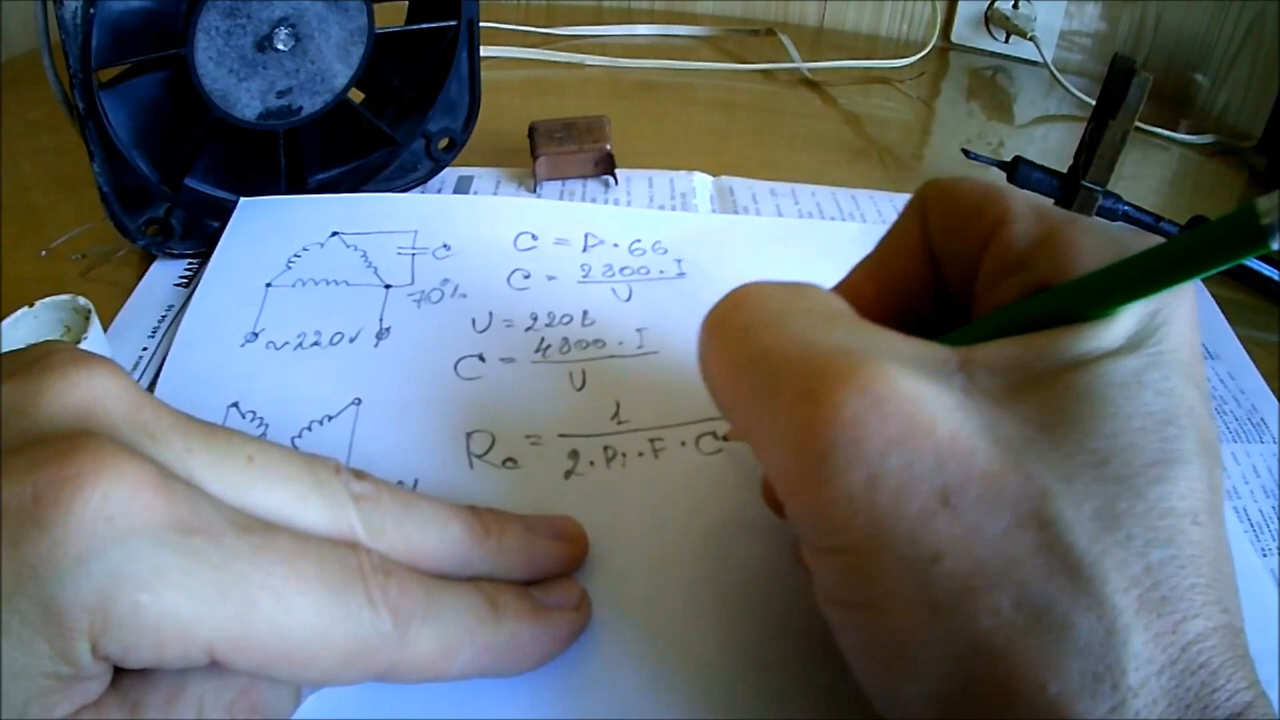 C
C = P·66
70%
C = 2800·I / U
U = 220В
~220V
C = 4800·I / U
Rc = 1 / 2·Pi·F·C